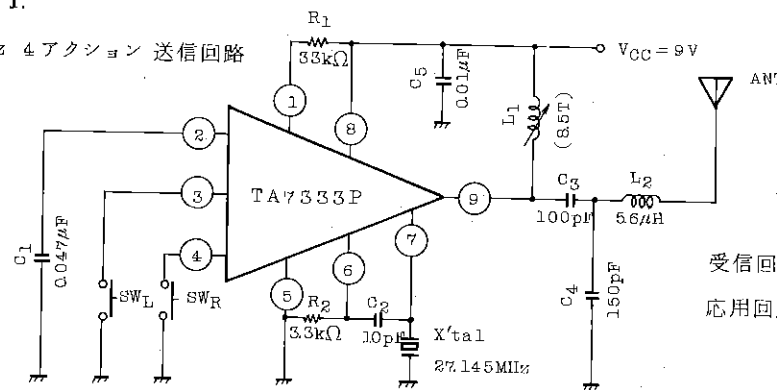 1.
z 4アクション 送信回路
R1
33kΩ
VCC=9V
C5
0.01μF
L1
(8.5T)
ANT
1
8
2
3
TA7333P
9
C3
100pF
L2
5.6μH
7
4
C1
0.047μF
6
5
SWL
SWR
R2
3.3kΩ
C2
10pF
C4
150pF
X'tal
27.145MHz
受信回
応用回